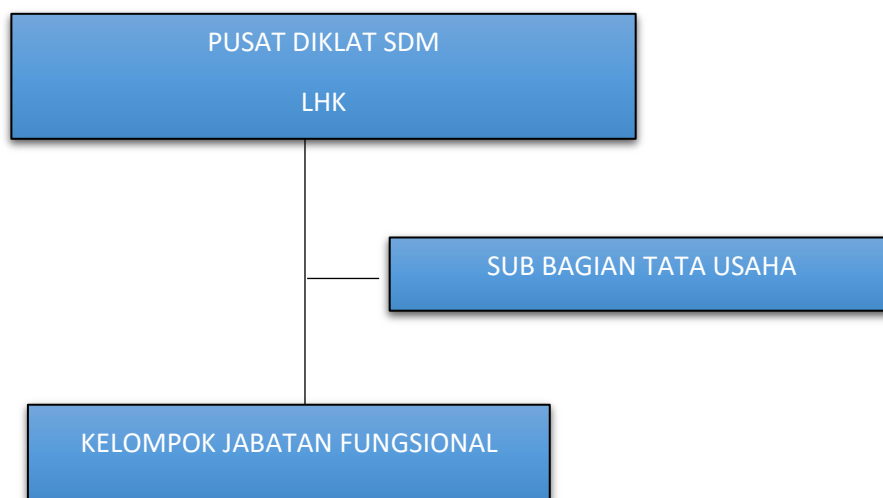 PUSAT DIKLAT SDM
LHK
SUB BAGIAN TATA USAHA
KELOMPOK JABATAN FUNGSIONAL